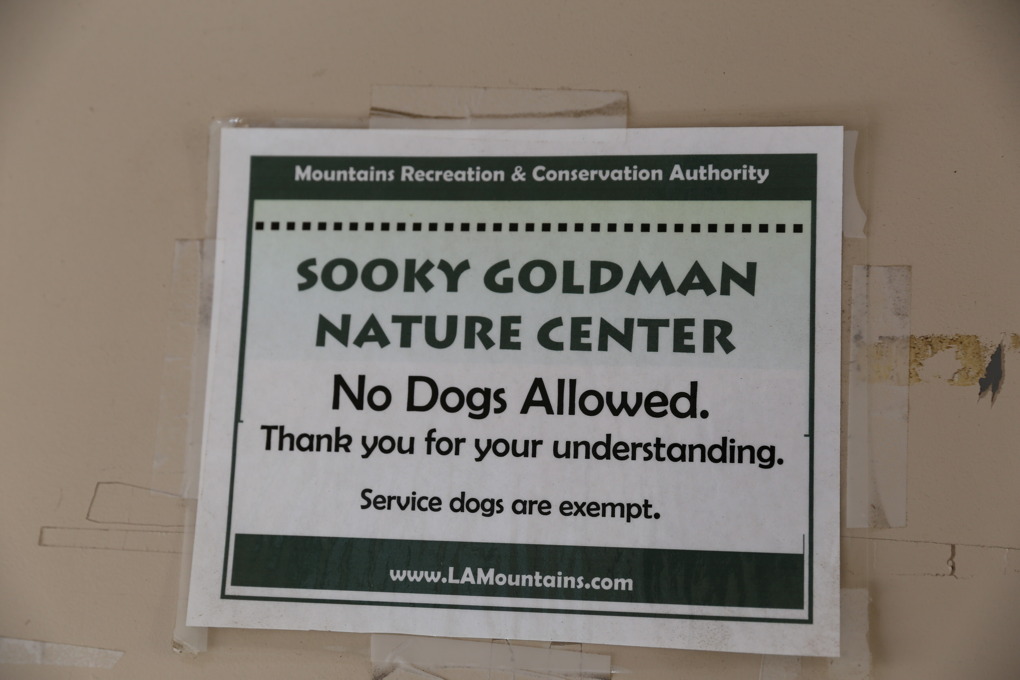 Mountains Recreation & Conservation Authority
SOOKY GOLDMAN
NATURE CENTER
No Dogs Allowed.
Thank you for your understanding.
Service dogs are exempt.
www.LAMountains.com